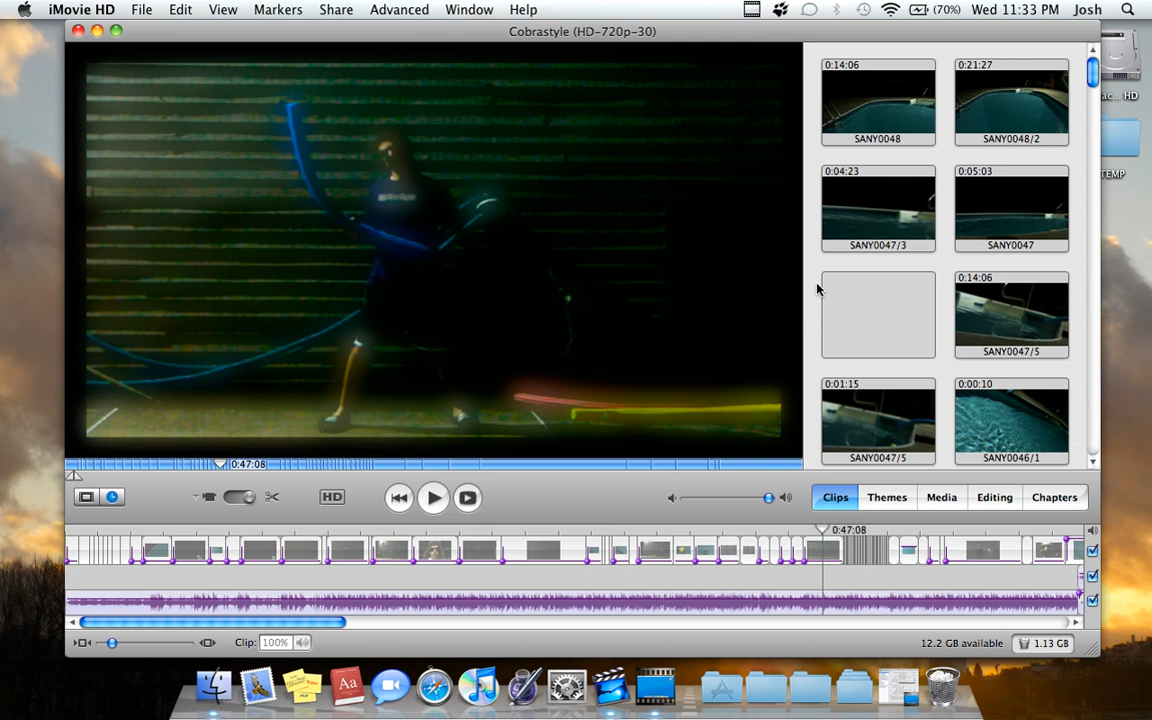 iMovie HD File Edit View Markers Share Advanced Window Help (70%) Wed 11:33 PM Josh
Cobrastyle (HD-720p-30)
0:14:06 0:21:27
SANY0048 SANY0048/2
ac... HD
0:04:23 0:05:03
TEMP
SANY0047/3 SANY0047
0:14:06
SANY0047/5
0:01:15 0:00:10
SANY0047/5 SANY0046/1
0:47:08
HD
Clips Themes Media Editing Chapters
0:47:08
Clip: 100% 12.2 GB available 1.13 GB
Aa